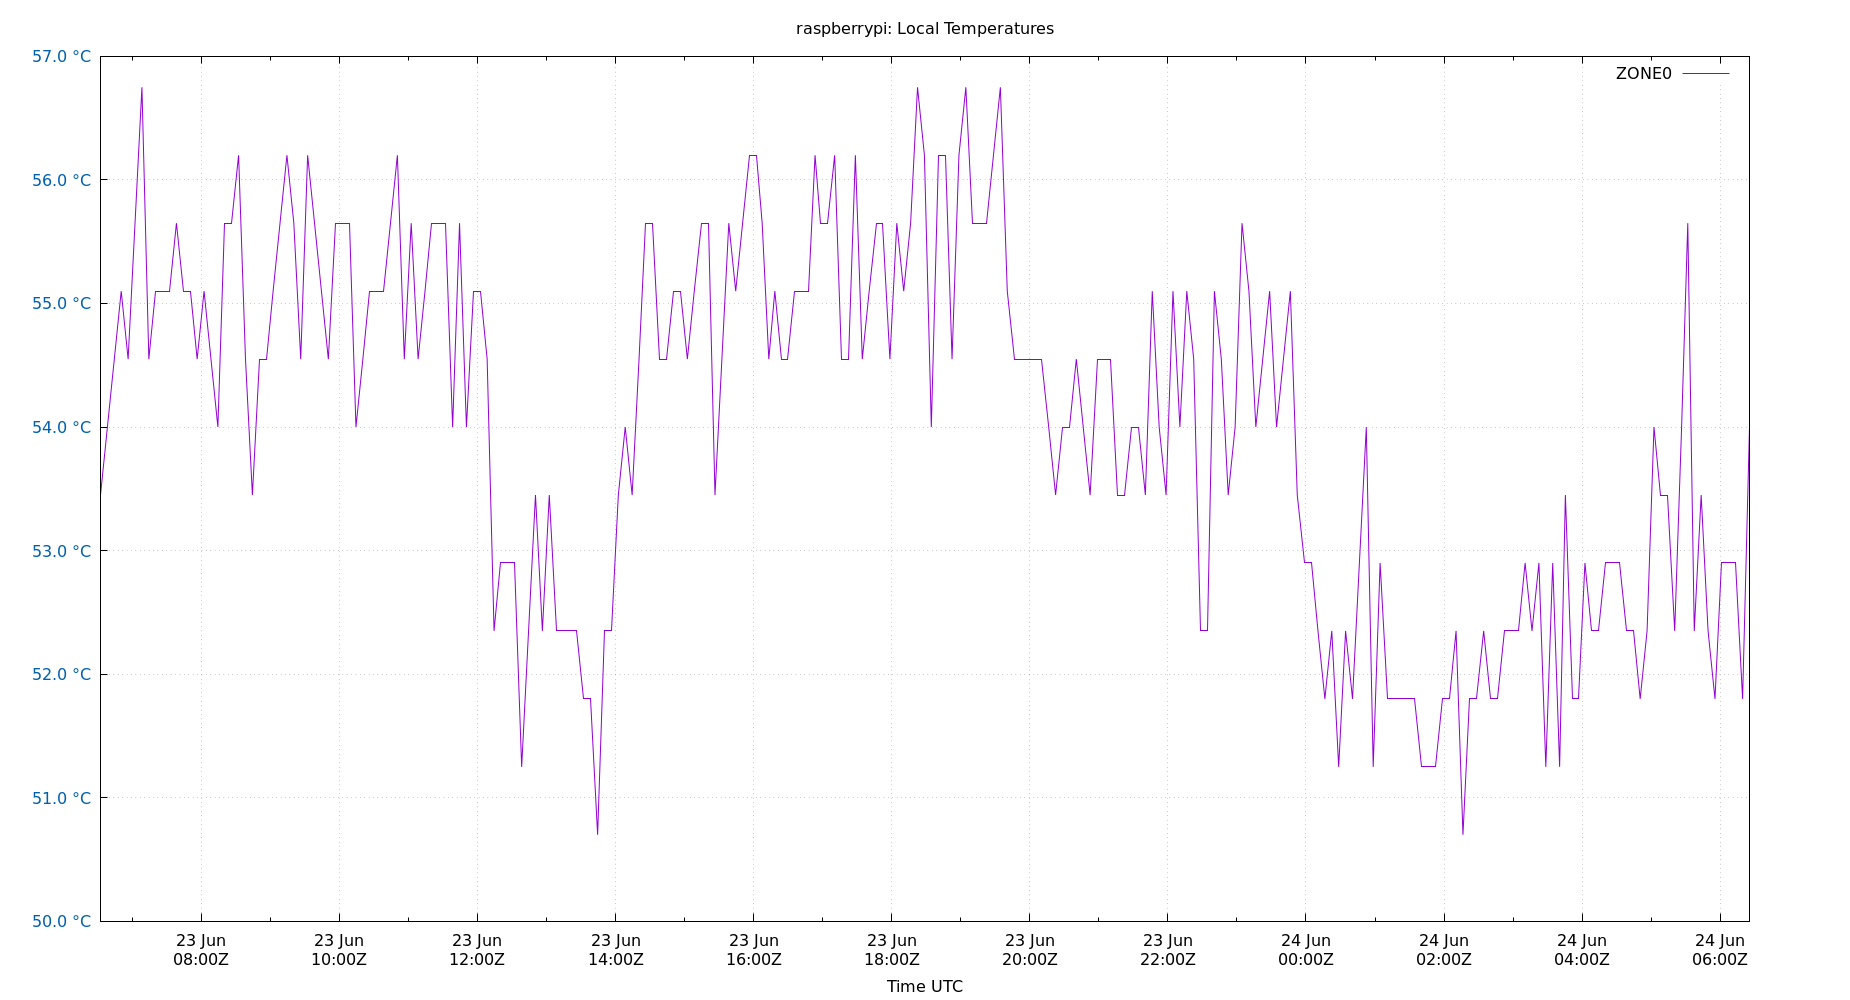 raspberrypi: Local Temperatures
57.0 °C
ZONE0
56.0 °C
55.0 °C
54.0 °C
53.0 °C
52.0 °C
51.0 °C
50.0 °C
23 Jun 23 Jun 23 Jun 23 Jun 23 Jun 23 Jun 23 Jun 23 Jun 24 Jun 24 Jun 24 Jun 24 Jun
08:00Z 10:00Z 12:00Z 14:00Z 16:00Z 18:00Z 20:00Z 22:00Z 00:00Z 02:00Z 04:00Z 06:00Z
Time UTC